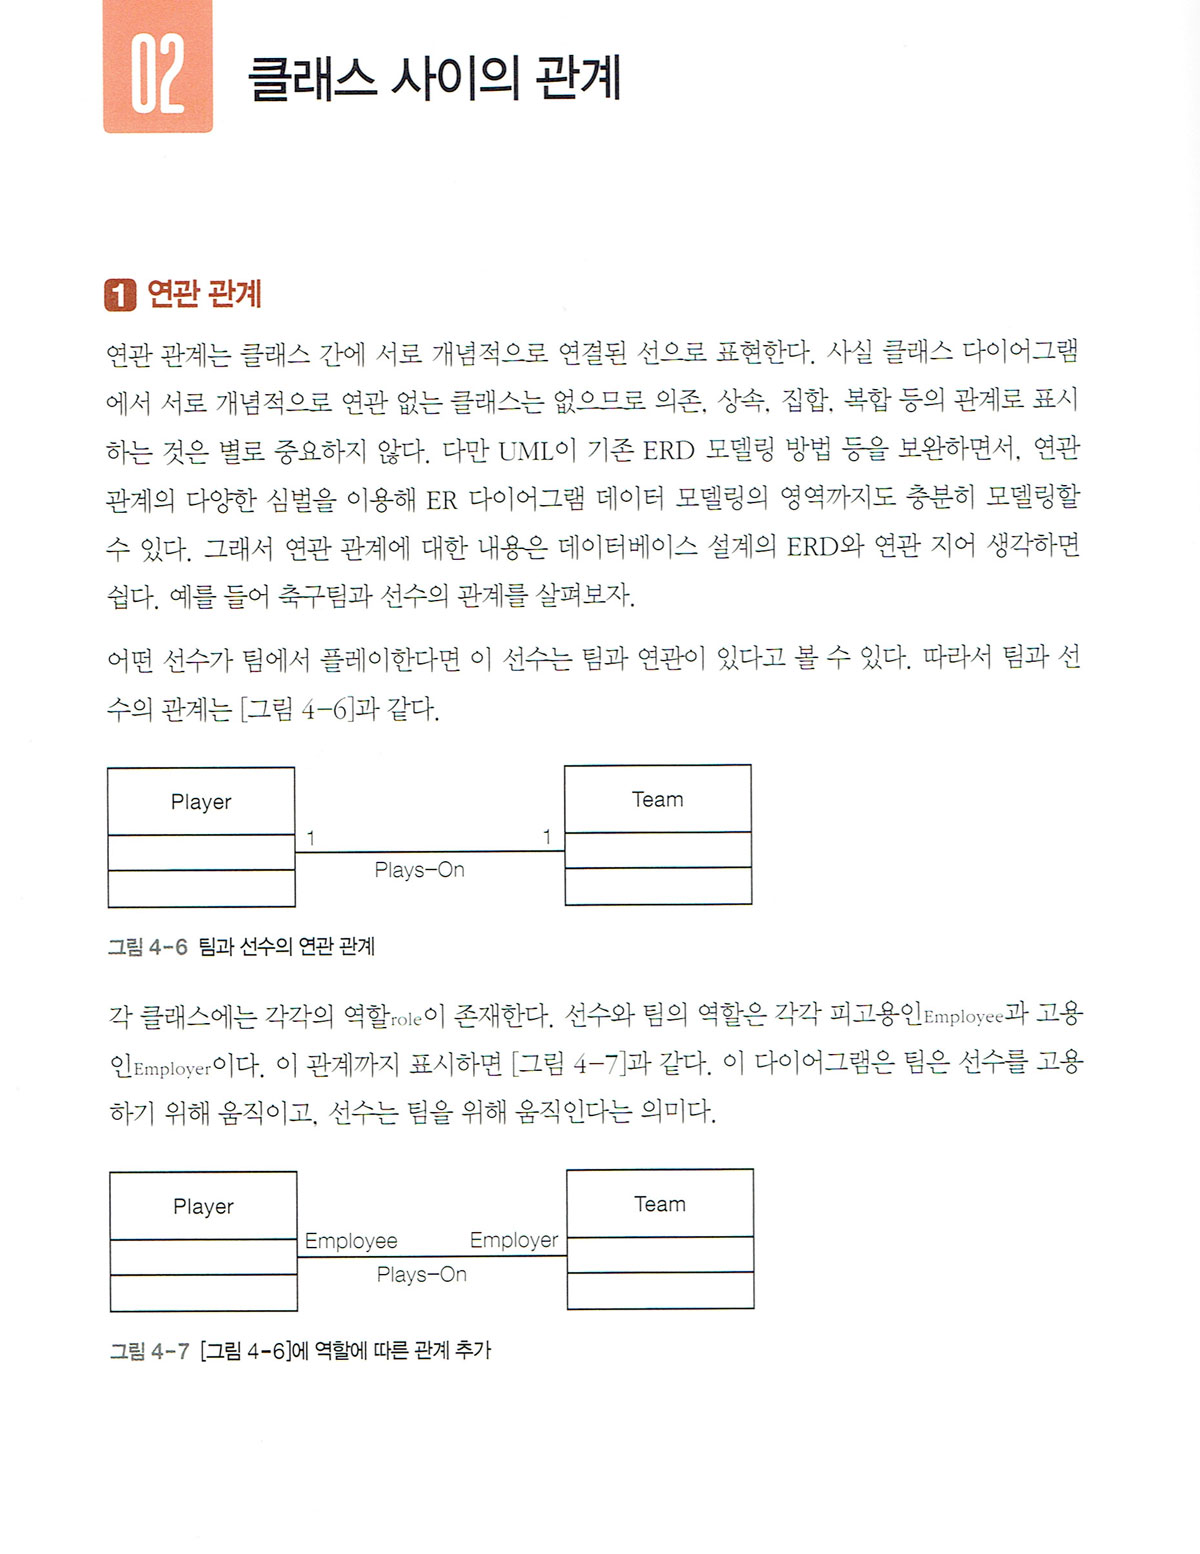 02
클래스 사이의 관계
1 연관 관계
연관 관계는 클래스 간에 서로 개념적으로 연결된 선으로 표현한다. 사실 클래스 다이어그램
에서 서로 개념적으로 연관 없는 클래스는 없으므로 의존, 상속, 집합, 복합 등의 관계로 표시
하는 것은 별로 중요하지 않다. 다만 UML이 기존 ERD 모델링 방법 등을 보완하면서, 연관
관계의 다양한 심벌을 이용해 ER 다이어그램 데이터 모델링의 영역까지도 충분히 모델링할
수 있다. 그래서 연관 관계에 대한 내용은 데이터베이스 설계의 ERD와 연관 지어 생각하면
쉽다. 예를 들어 축구팀과 선수의 관계를 살펴보자.
어떤 선수가 팀에서 플레이한다면 이 선수는 팀과 연관이 있다고 볼 수 있다. 따라서 팀과 선
수의 관계는 [그림 4-6]과 같다.
Player
Team
1
1
Plays-On
그림 4-6 팀과 선수의 연관 관계
각 클래스에는 각각의 역할role이 존재한다. 선수와 팀의 역할은 각각 피고용인Employee과 고용
인Employer이다. 이 관계까지 표시하면 [그림 4-7]과 같다. 이 다이어그램은 팀은 선수를 고용
하기 위해 움직이고, 선수는 팀을 위해 움직인다는 의미다.
Player
Team
Employee
Employer
Plays-On
그림 4-7 [그림 4-6]에 역할에 따른 관계 추가